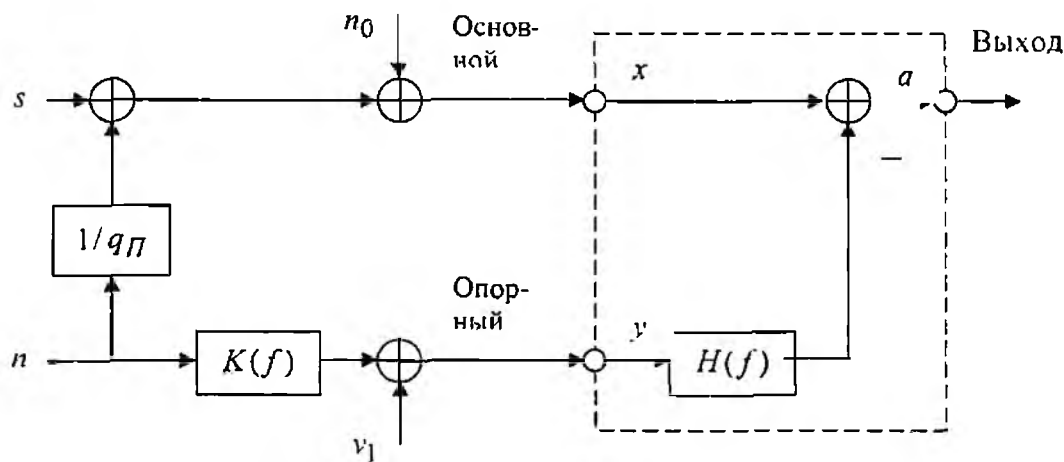 n₀
Основ-
ной
Выход
s
x
a
−
1/qП
Опор-
ный
n
K(f)
y
H(f)
v₁